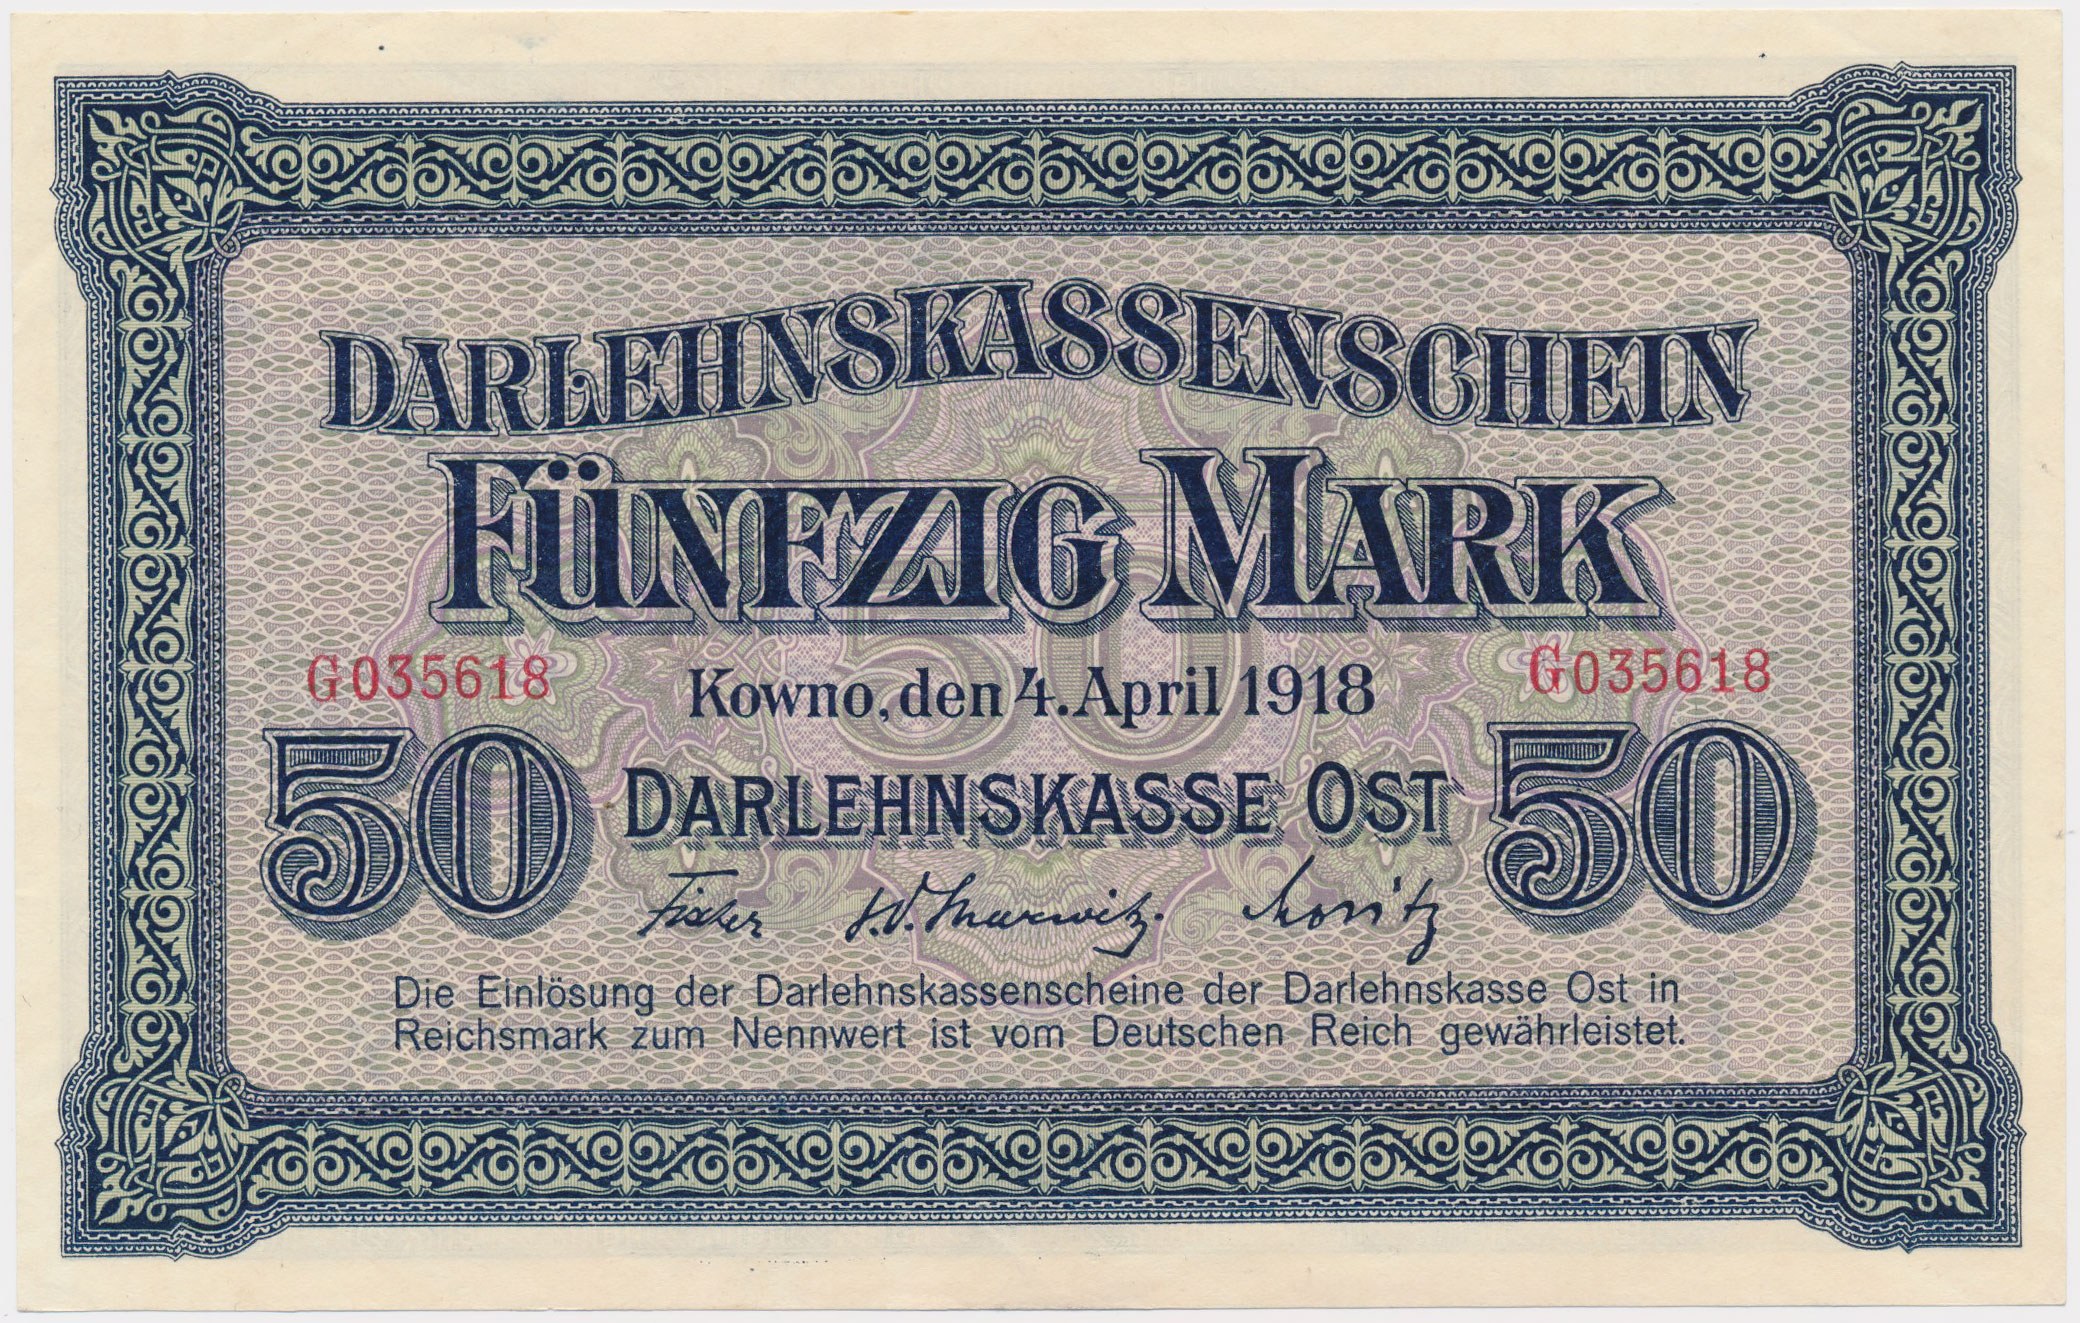 DARLEHNSKASSENSCHEIN
FÜNFZIG MARK
G035618 G035618
Kowno, den 4. April 1918
50 50
DARLEHNSKASSE OST
Fischer
Die Einlösung der Darlehnskassenscheine der Darlehnskasse Ost in
Reichsmark zum Nennwert ist vom Deutschen Reich gewährleistet.